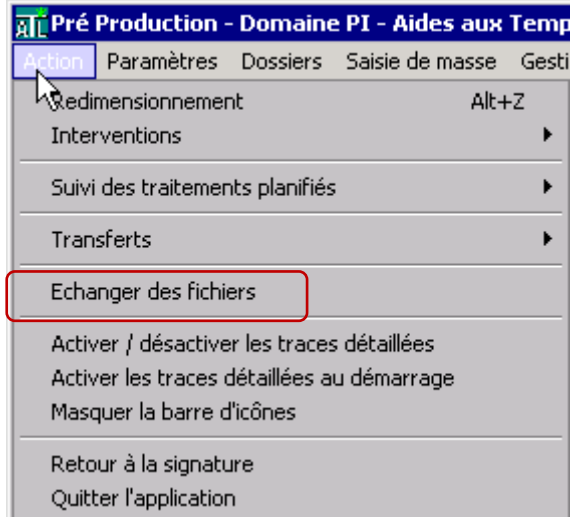 ATL Pré Production - Domaine PI - Aides aux Temp
Action Paramètres Dossiers Saisie de masse Gesti
Redimensionnement Alt+Z
Interventions
Suivi des traitements planifiés
Transferts
Echanger des fichiers
Activer / désactiver les traces détaillées
Activer les traces détaillées au démarrage
Masquer la barre d'icônes
Retour à la signature
Quitter l'application